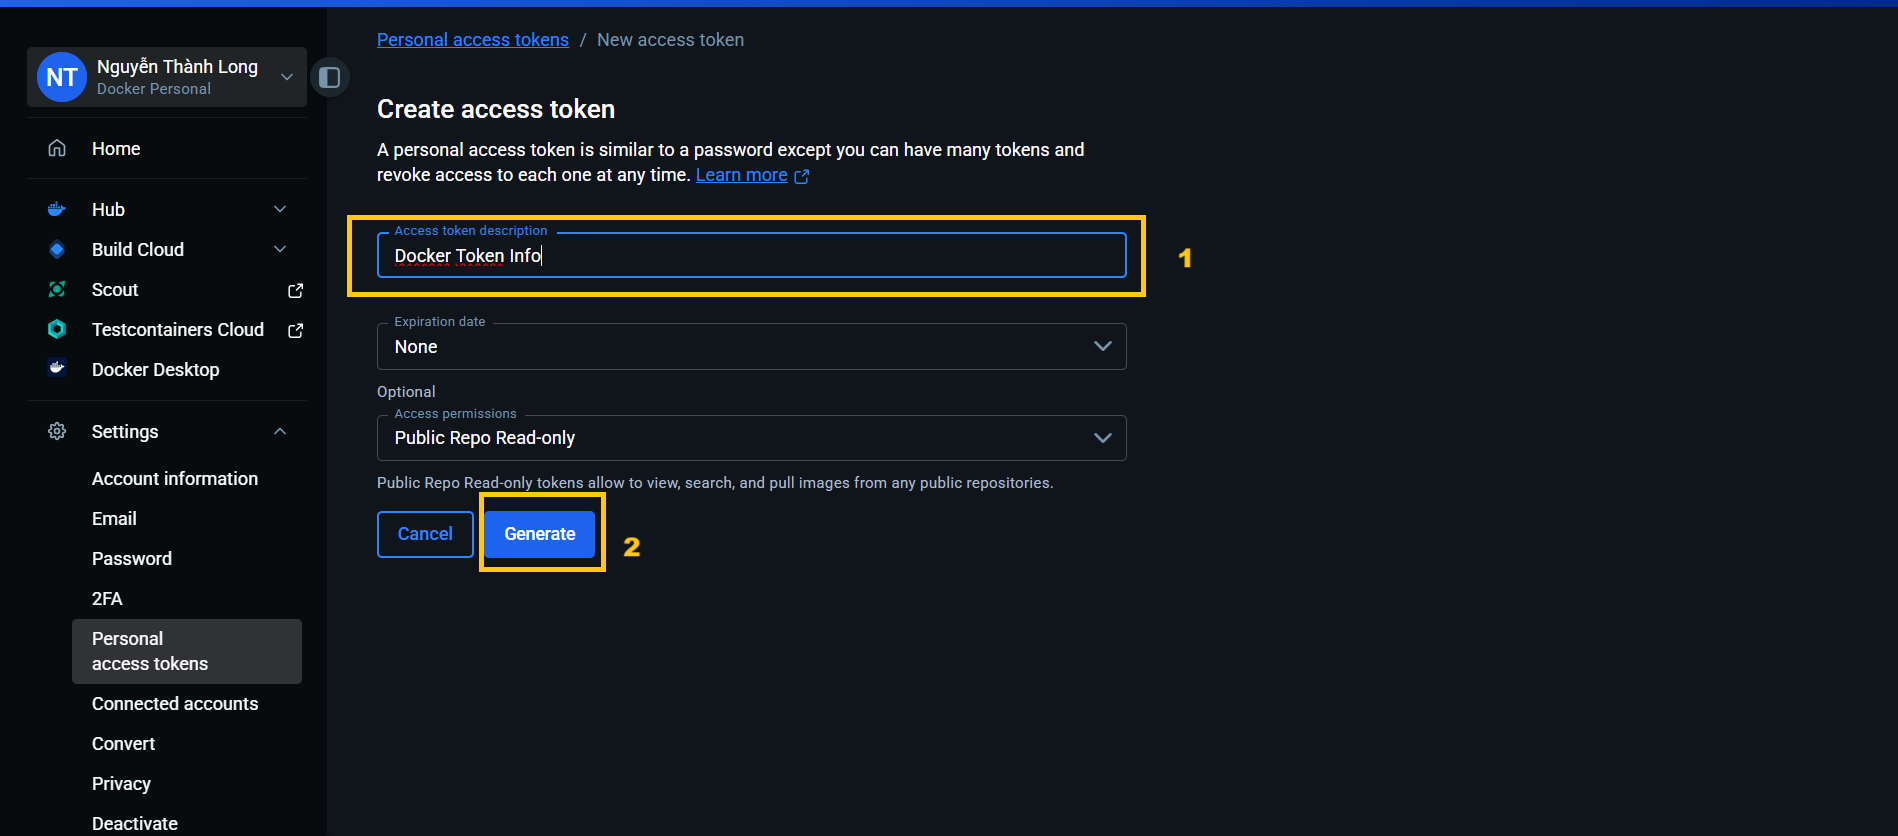 NT
Nguyễn Thành Long
Docker Personal
Home
Hub
Build Cloud
Scout
Testcontainers Cloud
Docker Desktop
Settings
Account information
Email
Password
2FA
Personal
access tokens
Connected accounts
Convert
Privacy
Deactivate
Personal access tokens / New access token
Create access token
A personal access token is similar to a password except you can have many tokens and
revoke access to each one at any time. Learn more
Access token description
Docker Token Info
1
Expiration date
None
Optional
Access permissions
Public Repo Read-only
Public Repo Read-only tokens allow to view, search, and pull images from any public repositories.
Cancel Generate
2